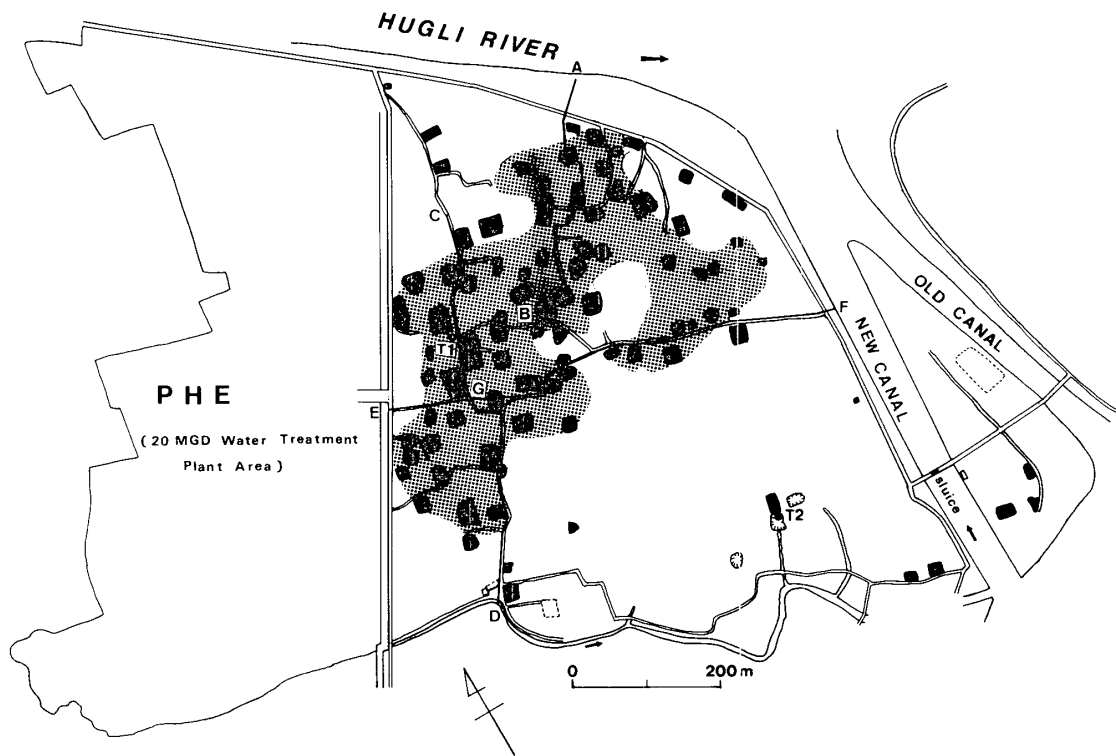 HUGLI RIVER
A
C
B
F
OLD CANAL
NEW CANAL
T1
G
E
PHE
(20 MGD Water Treatment
Plant Area)
sluice
T2
D
0 200 m